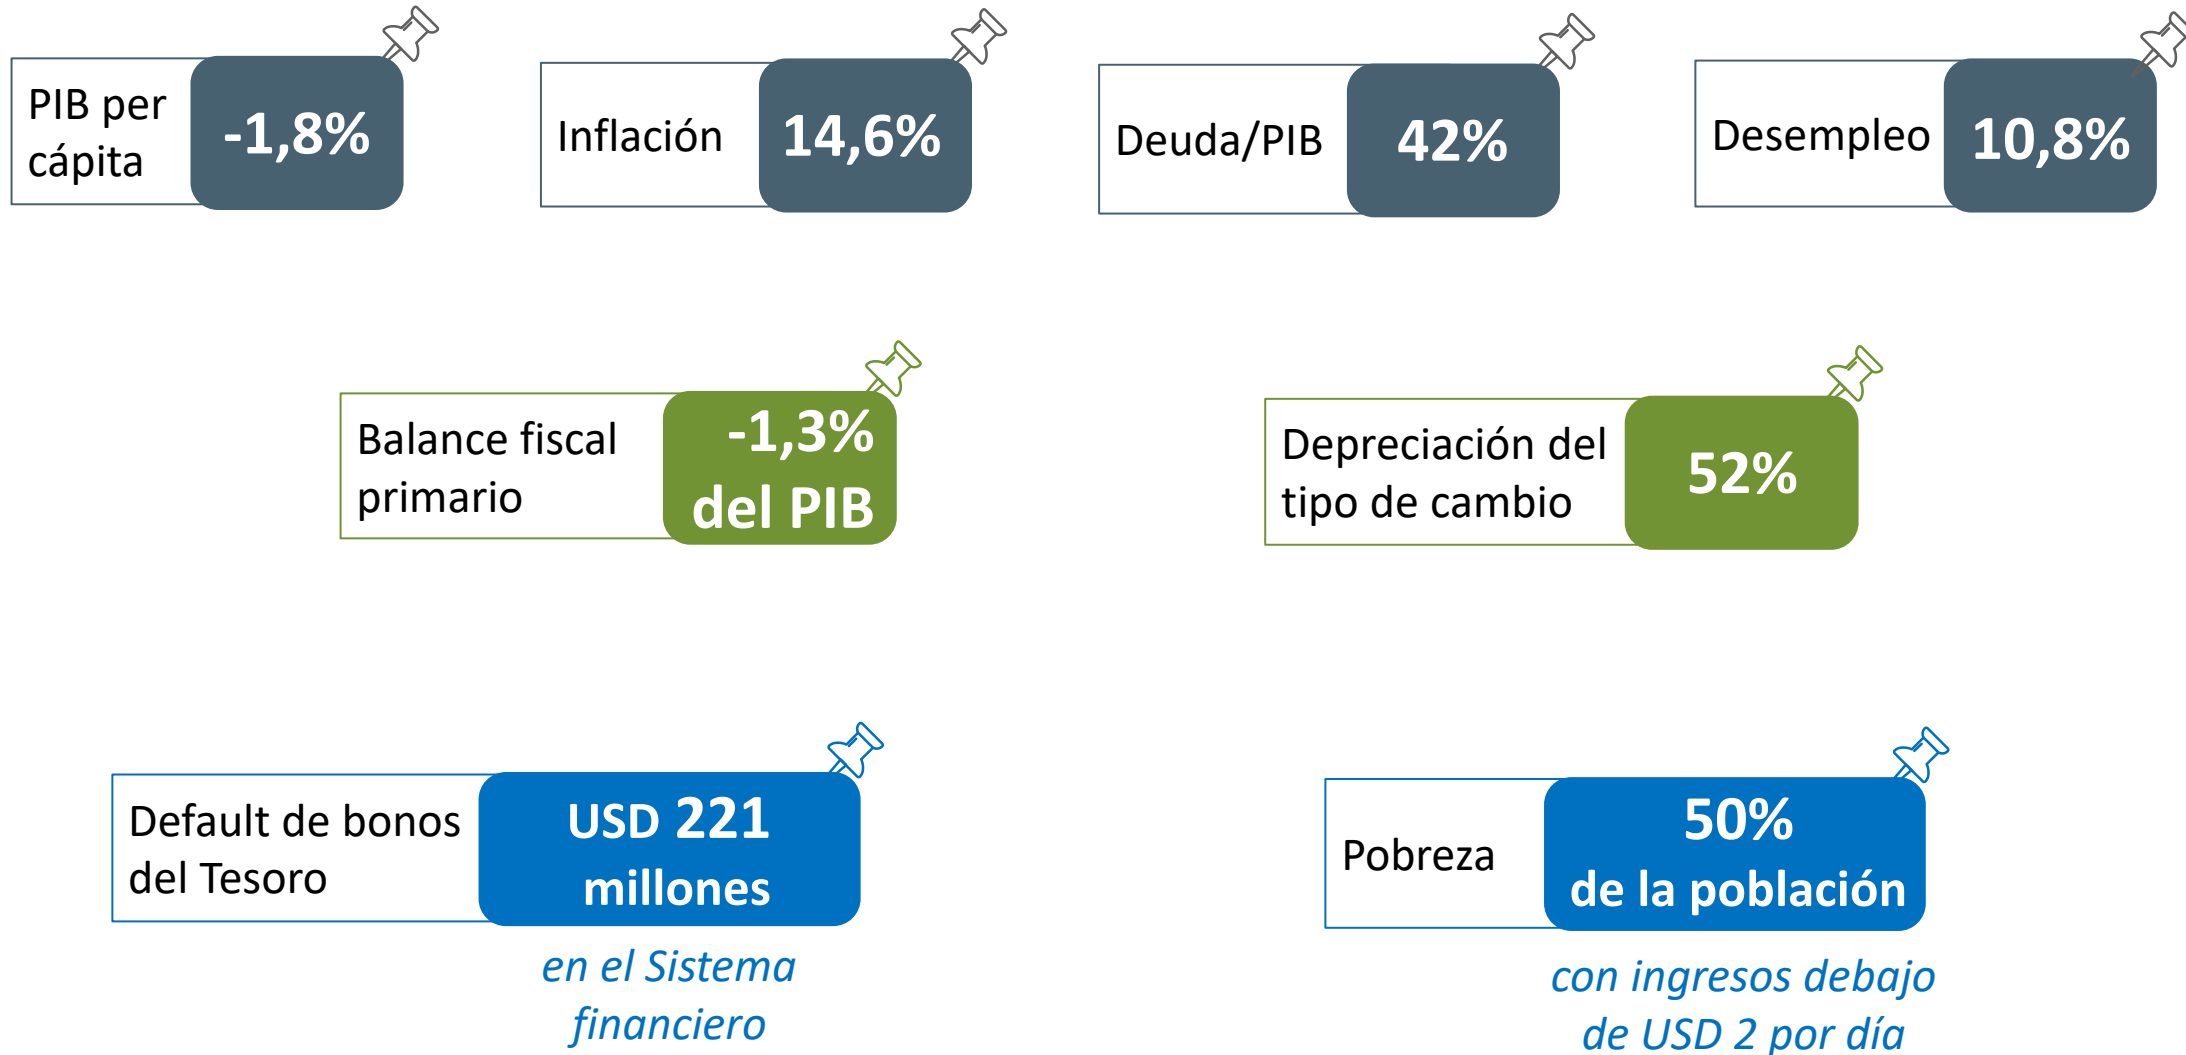 PIB per
cápita
-1,8%
Inflación
14,6%
Deuda/PIB
42%
Desempleo
10,8%
Balance fiscal
primario
-1,3%
del PIB
Depreciación del
tipo de cambio
52%
Default de bonos
del Tesoro
USD 221
millones
en el Sistema
financiero
Pobreza
50%
de la población
con ingresos debajo
de USD 2 por día